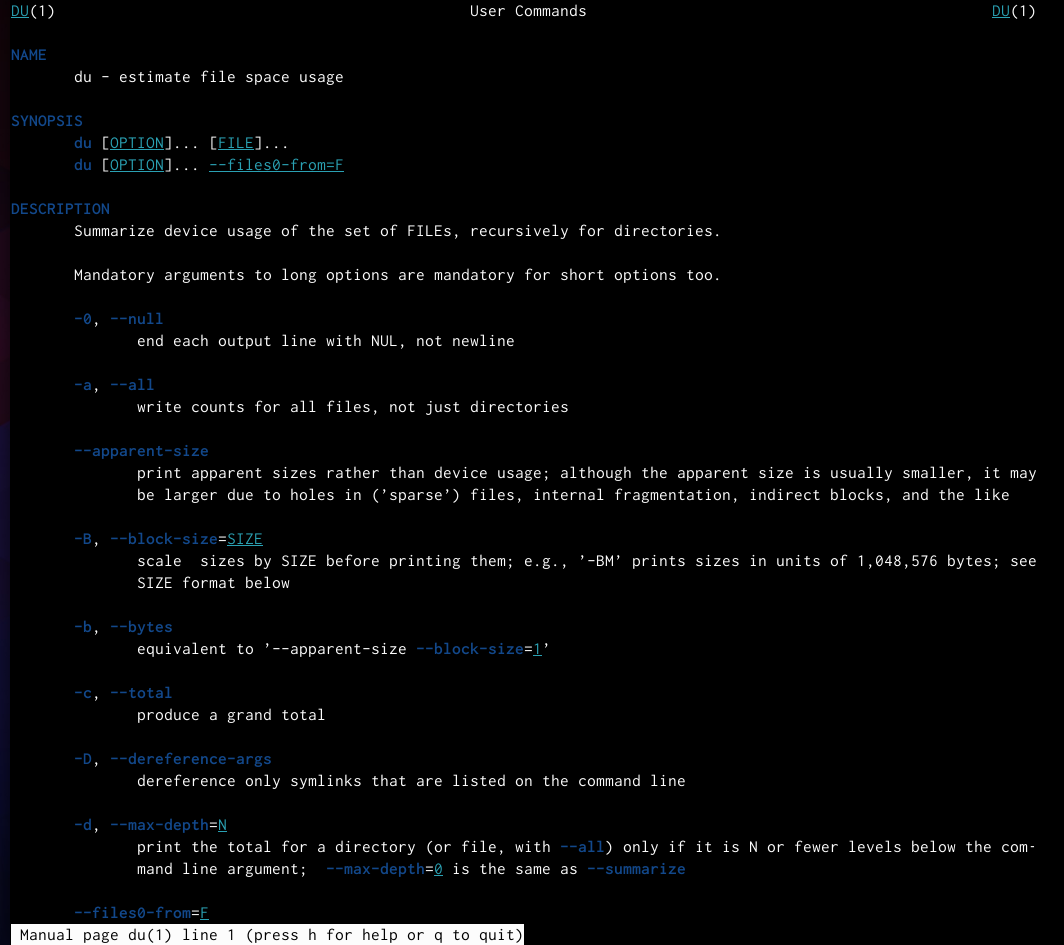 DU(1) User Commands DU(1)
NAME
du - estimate file space usage
SYNOPSIS
du [OPTION]... [FILE]...
du [OPTION]... --files0-from=F
DESCRIPTION
Summarize device usage of the set of FILEs, recursively for directories.
Mandatory arguments to long options are mandatory for short options too.
-0, --null
end each output line with NUL, not newline
-a, --all
write counts for all files, not just directories
--apparent-size
print apparent sizes rather than device usage; although the apparent size is usually smaller, it may
be larger due to holes in (’sparse’) files, internal fragmentation, indirect blocks, and the like
-B, --block-size=SIZE
scale  sizes by SIZE before printing them; e.g., ’-BM’ prints sizes in units of 1,048,576 bytes; see
SIZE format below
-b, --bytes
equivalent to ’--apparent-size --block-size=1’
-c, --total
produce a grand total
-D, --dereference-args
dereference only symlinks that are listed on the command line
-d, --max-depth=N
print the total for a directory (or file, with --all) only if it is N or fewer levels below the com-
mand line argument;  --max-depth=0 is the same as --summarize
--files0-from=F
Manual page du(1) line 1 (press h for help or q to quit)